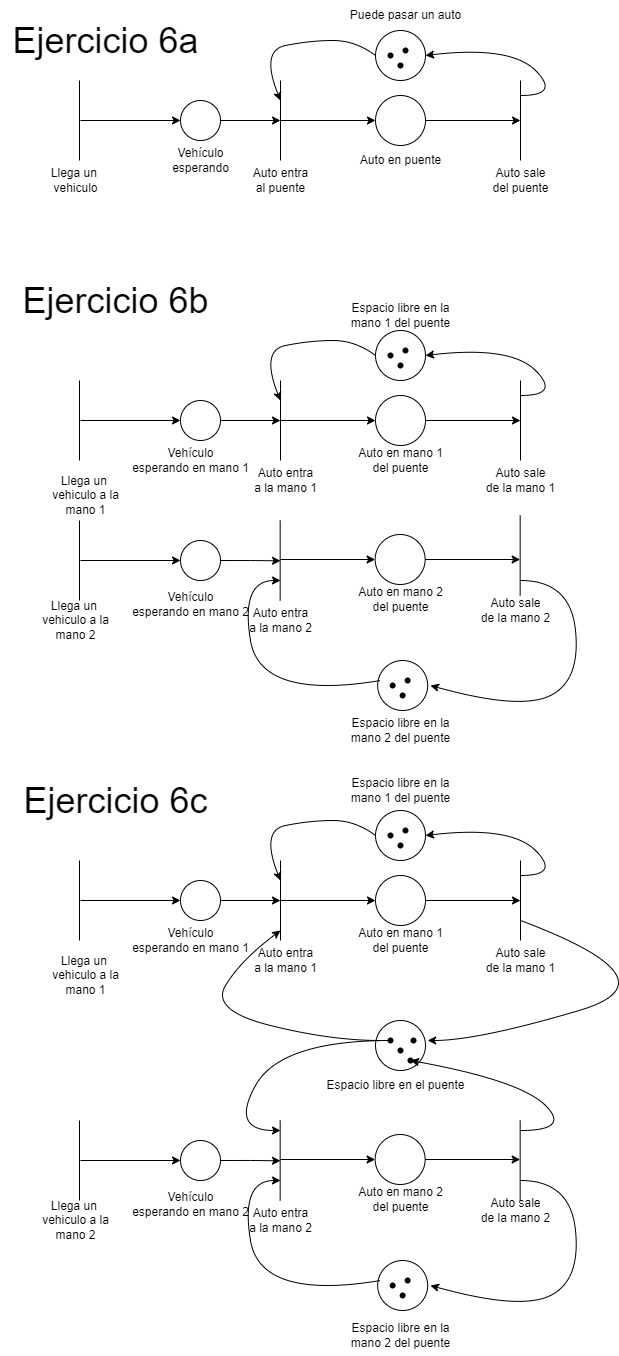 Puede pasar un auto
Ejercicio 6a
Llega un
vehiculo
Vehículo
esperando
Auto entra
al puente
Auto en puente
Auto sale
del puente
Ejercicio 6b
Espacio libre en la
mano 1 del puente
Llega un
vehiculo a la
mano 1
Vehículo
esperando en mano 1
Auto entra
a la mano 1
Auto en mano 1
del puente
Auto sale
de la mano 1
Llega un
vehiculo a la
mano 2
Vehículo
esperando en mano 2
Auto entra
a la mano 2
Auto en mano 2
del puente
Auto sale
de la mano 2
Espacio libre en la
mano 2 del puente
Ejercicio 6c
Espacio libre en la
mano 1 del puente
Llega un
vehiculo a la
mano 1
Vehículo
esperando en mano 1
Auto entra
a la mano 1
Auto en mano 1
del puente
Auto sale
de la mano 1
Espacio libre en el puente
Llega un
vehiculo a la
mano 2
Vehículo
esperando en mano 2
Auto entra
a la mano 2
Auto en mano 2
del puente
Auto sale
de la mano 2
Espacio libre en la
mano 2 del puente